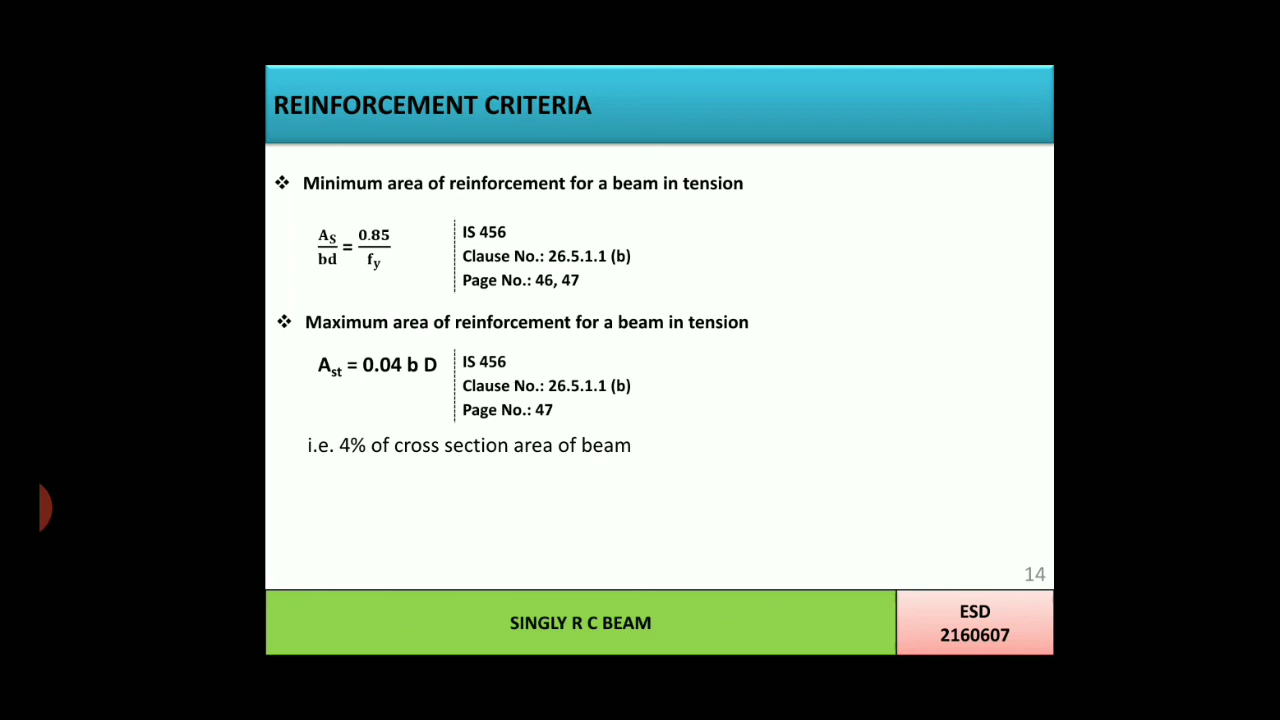 REINFORCEMENT CRITERIA
❖ Minimum area of reinforcement for a beam in tension
A_S/bd = 0.85/f_y
IS 456
Clause No.: 26.5.1.1 (b)
Page No.: 46, 47
❖ Maximum area of reinforcement for a beam in tension
A_st = 0.04 b D
IS 456
Clause No.: 26.5.1.1 (b)
Page No.: 47
i.e. 4% of cross section area of beam
14
SINGLY R C BEAM
ESD
2160607